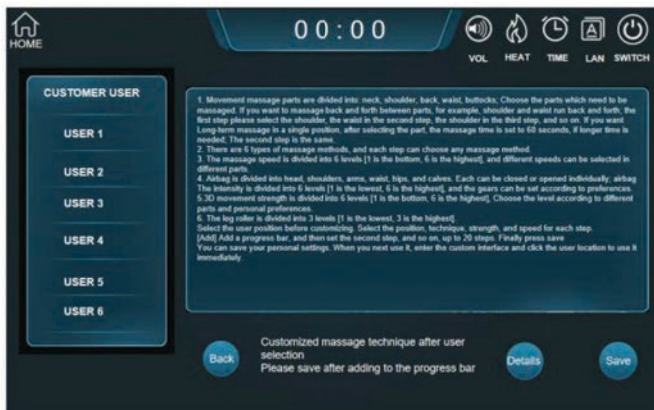 00:00
HOME
VOL HEAT TIME LAN SWITCH
CUSTOMER USER
USER 1
USER 2
USER 3
USER 4
USER 5
USER 6
1. Movement massage parts are divided into: neck, shoulder, back, waist, buttocks; Choose the parts which need to be
massaged. If you want to massage back and forth between parts, for example, shoulder and waist run back and forth; the
first step please select the shoulder, the waist in the second step, the shoulder in the third step, and so on. If you want
Long-term massage in a single position, after selecting the part, the massage time is set to 60 seconds, if longer time is
needed; The second step is the same.
2. There are 6 types of massage methods, and each step can choose any massage method.
3. The massage speed is divided into 6 levels [1 is the bottom, 6 is the highest], and different speeds can be selected in
different parts.
4. Airbag is divided into head, shoulders, arms, waist, hips, and calves. Each can be closed or opened individually; airbag
The intensity is divided into 6 levels [1 is the lowest, 6 is the highest], and the gears can be set according to preferences.
5.3D movement strength is divided into 6 levels [1 is the bottom, 6 is the highest], Choose the level according to different
parts and personal preferences.
6. The leg roller is divided into 3 levels [1 is the lowest, 3 is the highest].
Select the user position before customizing. Select the position, technique, strength, and speed for each step.
[Add] Add a progress bar, and then set the second step, and so on, up to 20 steps. Finally press save
You can save your personal settings. When you next use it, enter the custom interface and click the user location to use it
immediately.
Back
Customized massage technique after user
selection
Please save after adding to the progress bar
Details
Save